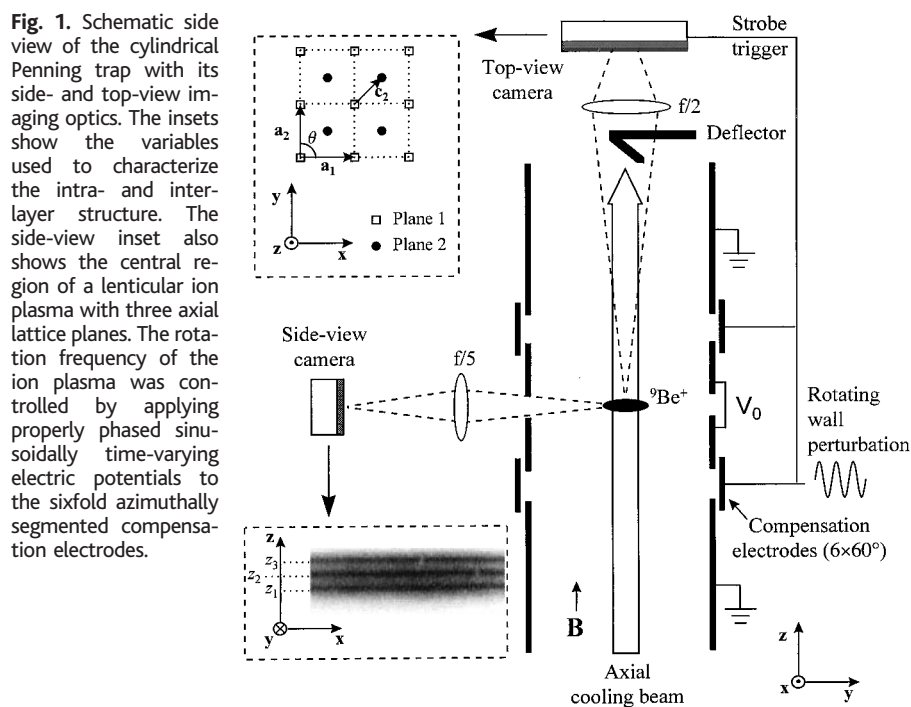 Fig. 1. Schematic side
view of the cylindrical
Penning trap with its
side- and top-view im-
aging optics. The insets
show the variables
used to characterize
the intra- and inter-
layer structure. The
side-view inset also
shows the central re-
gion of a lenticular ion
plasma with three axial
lattice planes. The rota-
tion frequency of the
ion plasma was con-
trolled by applying
properly phased sinu-
soidally time-varying
electric potentials to
the sixfold azimuthally
segmented compensa-
tion electrodes.
c₂
a₂
θ
a₁
y
z
x
Plane 1
Plane 2
Top-view
camera
Strobe
trigger
f/2
Deflector
Side-view
camera
f/5
⁹Be⁺
V₀
Rotating
wall
perturbation
Compensation
electrodes (6×60°)
z
z₃
z₂
z₁
y
x
B
Axial
cooling beam
z
x
y